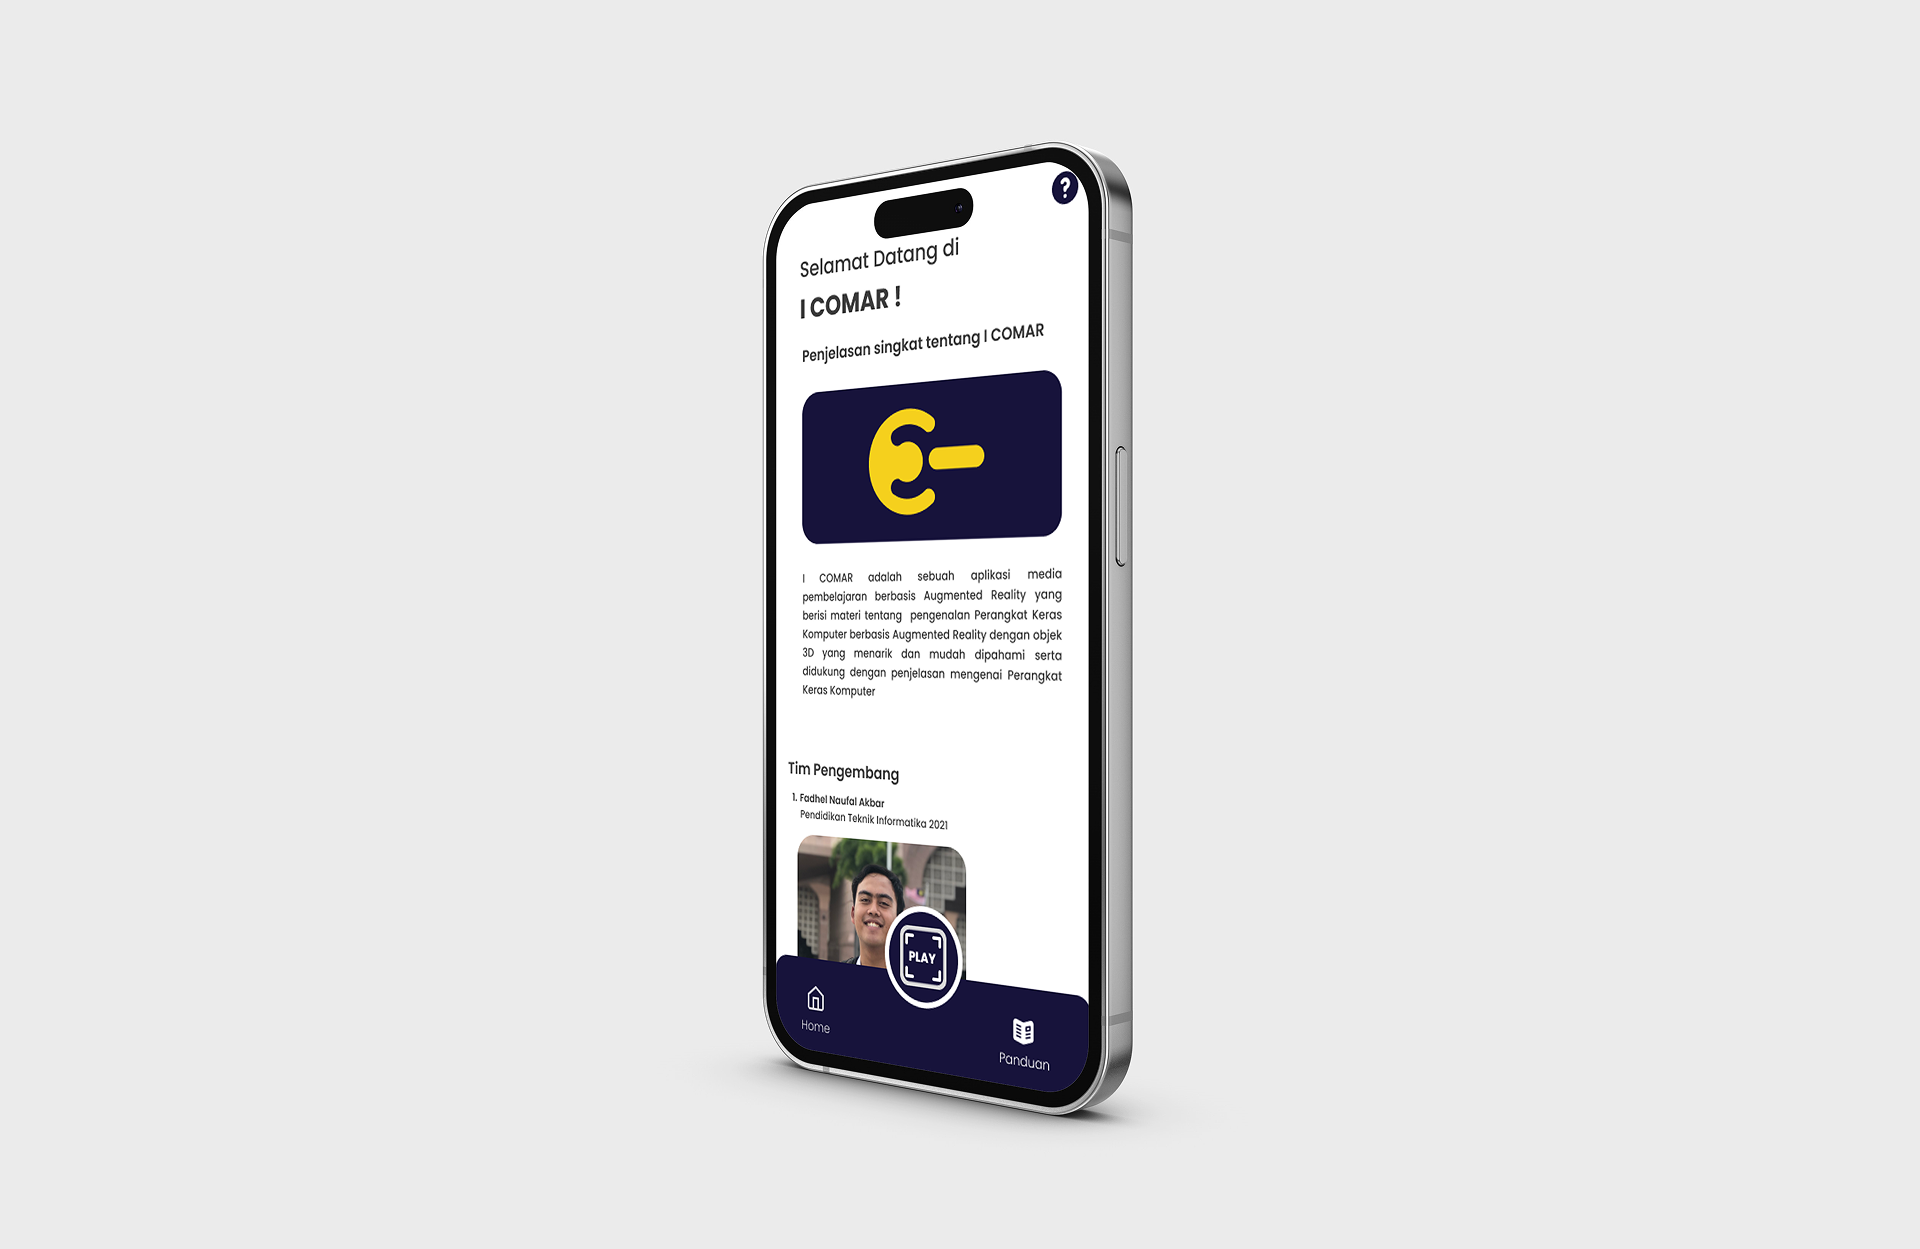 ?
Selamat Datang di
I COMAR !
Penjelasan singkat tentang I COMAR
I COMAR adalah sebuah aplikasi media
pembelajaran berbasis Augmented Reality yang
berisi materi tentang pengenalan Perangkat Keras
Komputer berbasis Augmented Reality dengan objek
3D yang menarik dan mudah dipahami serta
didukung dengan penjelasan mengenai Perangkat
Keras Komputer
Tim Pengembang
1. Fadhel Naufal Akbar
Pendidikan Teknik Informatika 2021
PLAY
Home
Panduan